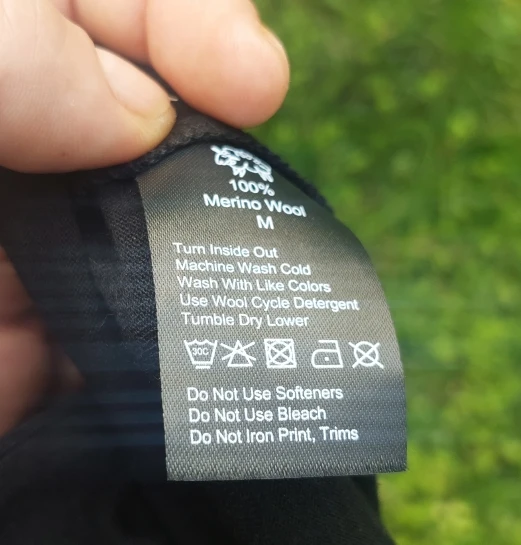 100%
Merino Wool
M
Turn Inside Out
Machine Wash Cold
Wash With Like Colors
Use Wool Cycle Detergent
Tumble Dry Lower
30C
Do Not Use Softeners
Do Not Use Bleach
Do Not Iron Print, Trims